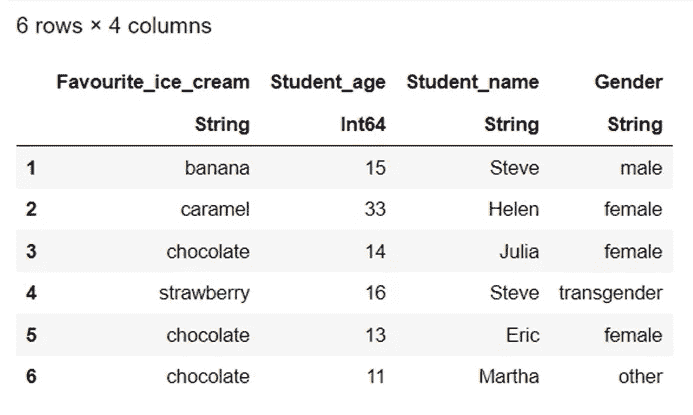 6 rows × 4 columns
Favourite_ice_cream Student_age Student_name Gender
String Int64 String String
1 banana 15 Steve male
2 caramel 33 Helen female
3 chocolate 14 Julia female
4 strawberry 16 Steve transgender
5 chocolate 13 Eric female
6 chocolate 11 Martha other